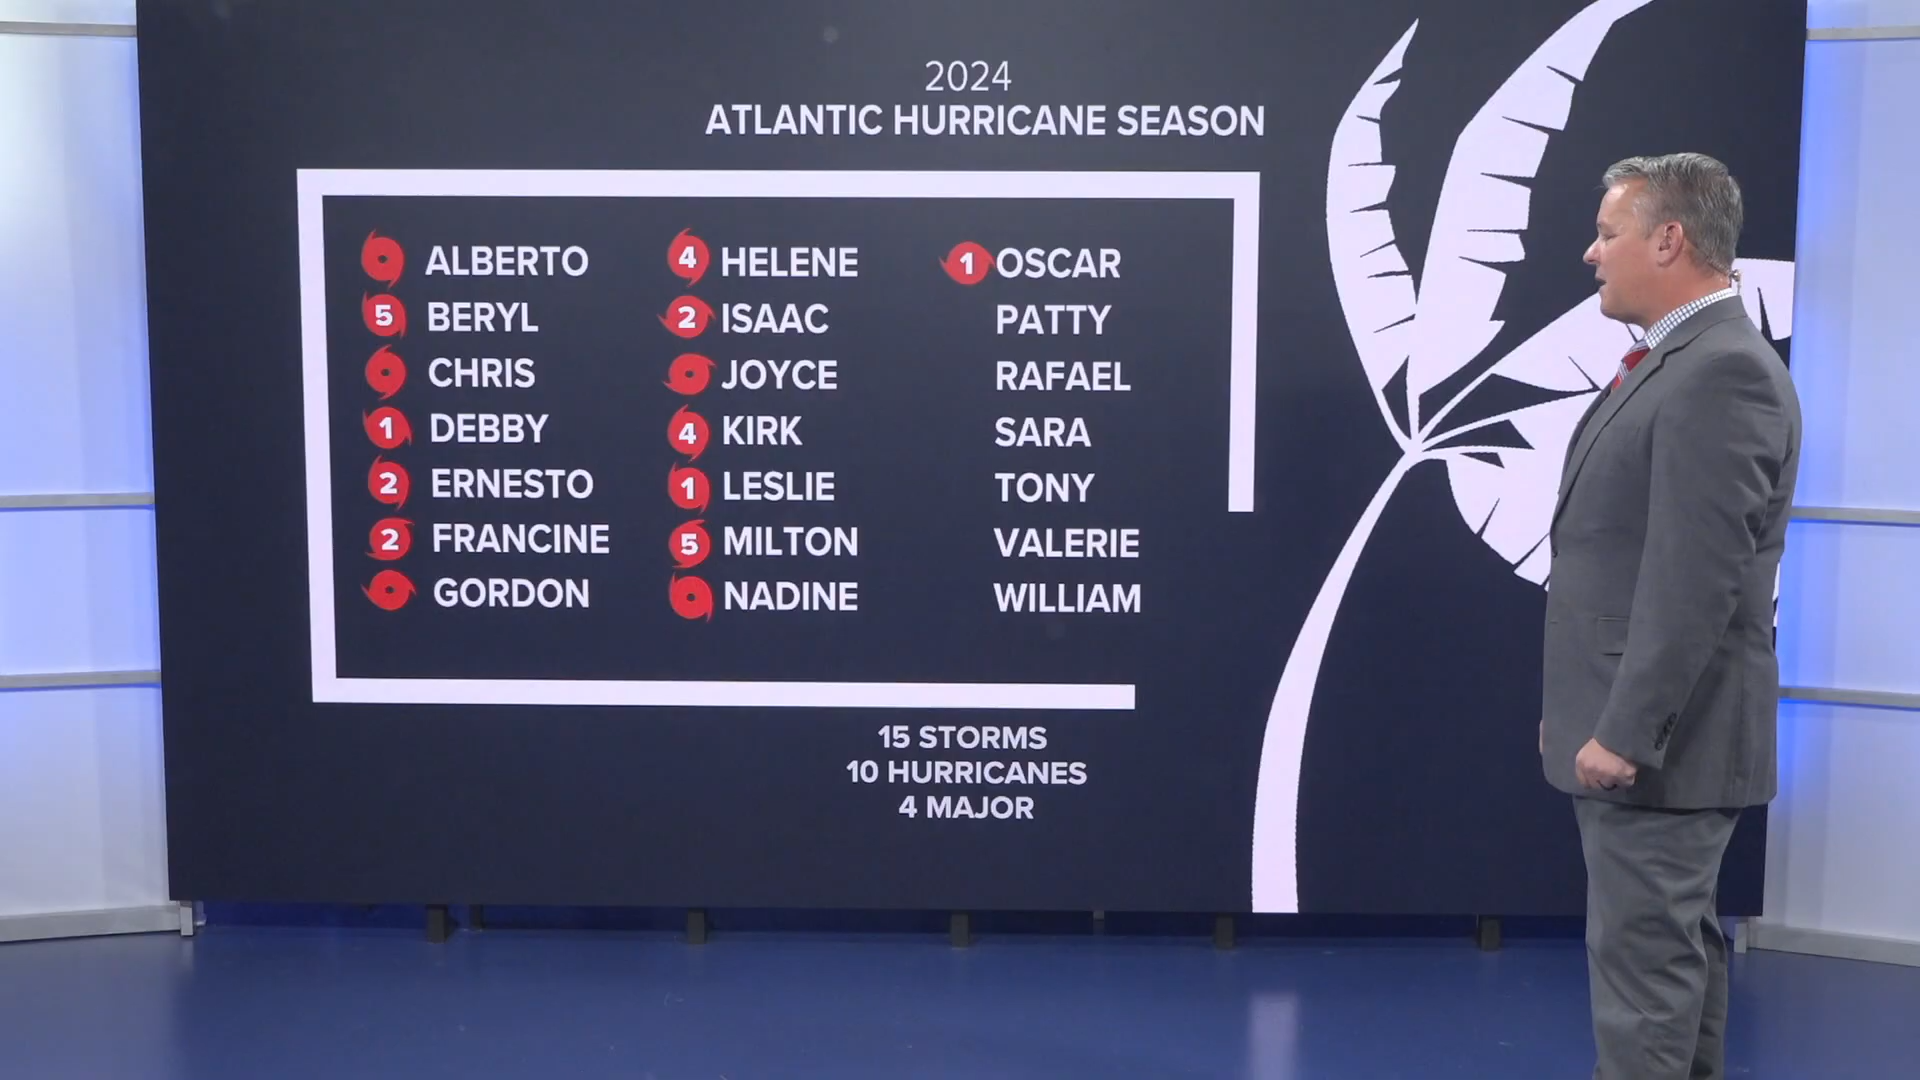 2024
ATLANTIC HURRICANE SEASON
ALBERTO
5 BERYL
CHRIS
1 DEBBY
2 ERNESTO
2 FRANCINE
GORDON
4 HELENE
2 ISAAC
JOYCE
4 KIRK
1 LESLIE
5 MILTON
NADINE
1 OSCAR
PATTY
RAFAEL
SARA
TONY
VALERIE
WILLIAM
15 STORMS
10 HURRICANES
4 MAJOR